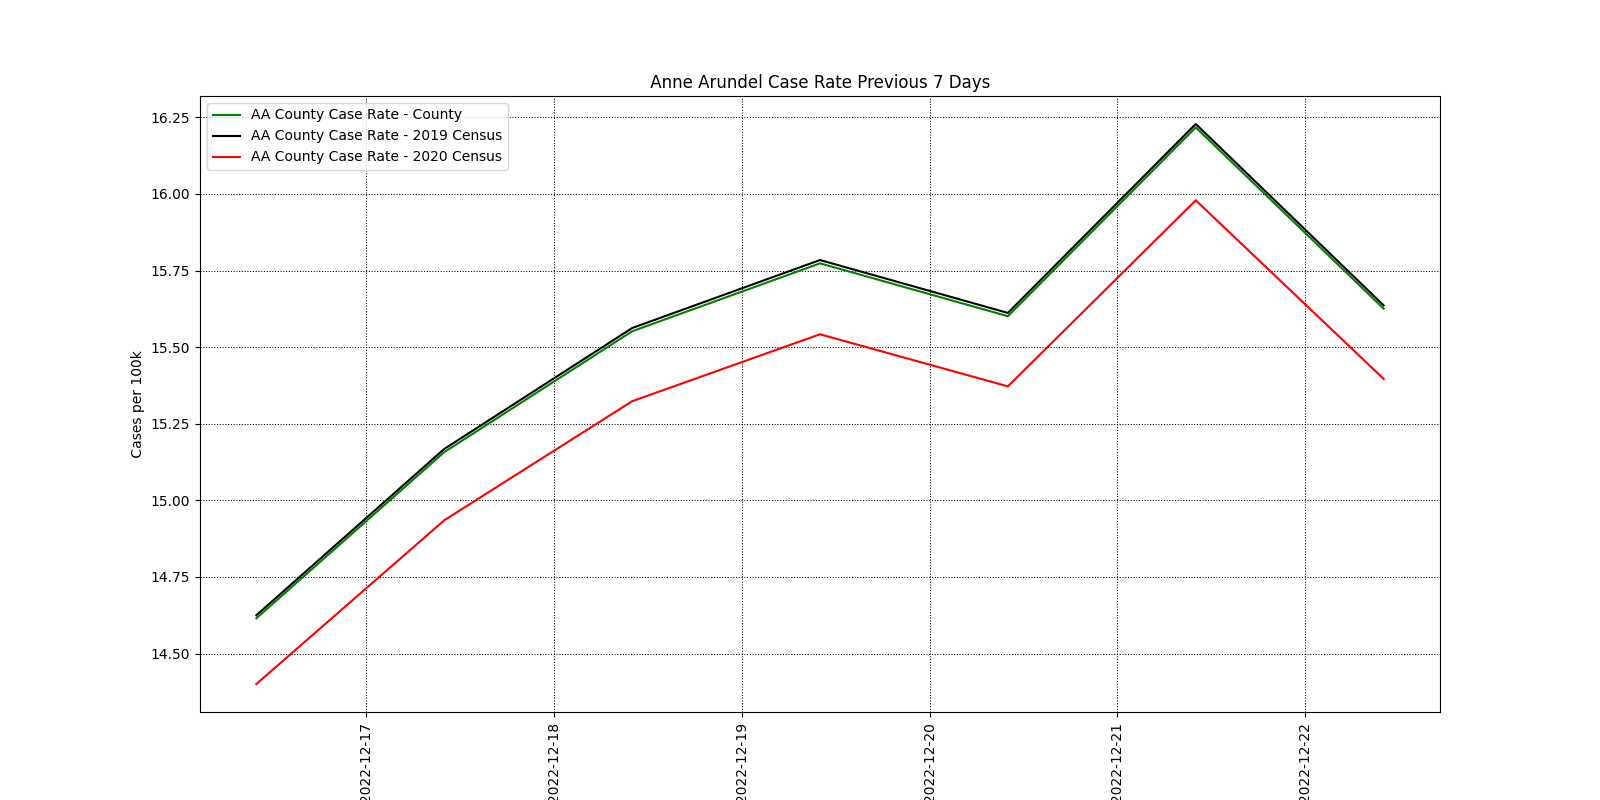 Anne Arundel Case Rate Previous 7 Days
AA County Case Rate - County
AA County Case Rate - 2019 Census
AA County Case Rate - 2020 Census
Cases per 100k
16.25
16.00
15.75
15.50
15.25
15.00
14.75
14.50
2022-12-17
2022-12-18
2022-12-19
2022-12-20
2022-12-21
2022-12-22